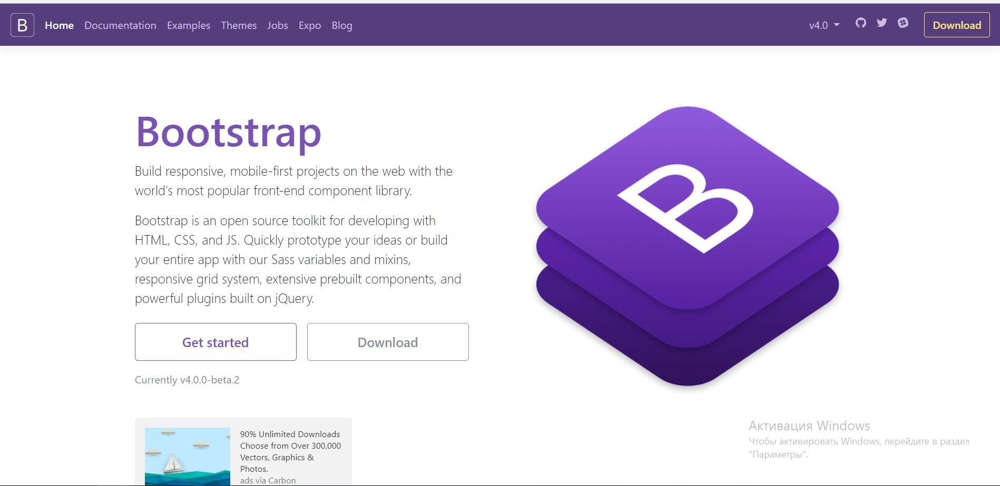 B Home Documentation Examples Themes Jobs Expo Blog v4.0 Download
Bootstrap
Build responsive, mobile-first projects on the web with the
world's most popular front-end component library.
Bootstrap is an open source toolkit for developing with
HTML, CSS, and JS. Quickly prototype your ideas or build
your entire app with our Sass variables and mixins,
responsive grid system, extensive prebuilt components, and
powerful plugins built on jQuery.
Get started Download
Currently v4.0.0-beta.2
B
90% Unlimited Downloads
Choose from Over 300,000
Vectors, Graphics &
Photos.
ads via Carbon
Активация Windows
Чтобы активировать Windows, перейдите в раздел
"Параметры".